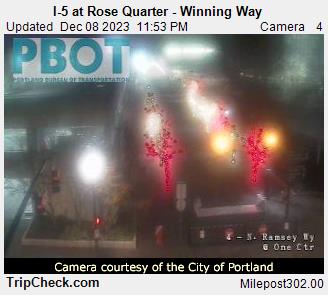 I-5 at Rose Quarter - Winning Way
Updated Dec 08 2023 11:53 PM Camera 4
PBOT
PORTLAND BUREAU OF TRANSPORTATION
4 - N. Ramsey Wy
@ One Ctr
Camera courtesy of the City of Portland
TripCheck.com Milepost302.00